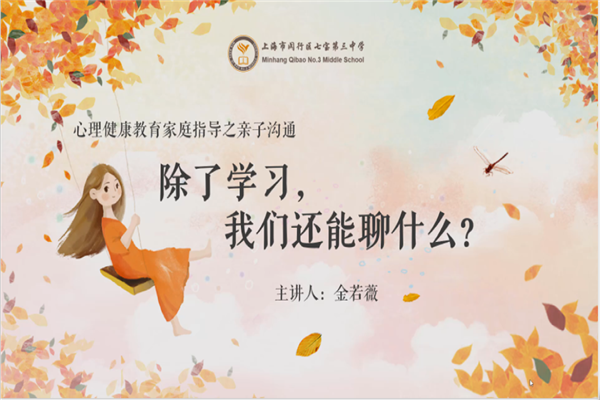 上海市闵行区七宝第三中学
Minhang Qibao No.3 Middle School
心理健康教育家庭指导之亲子沟通
除了学习，
我们还能聊什么？
主讲人：金若薇